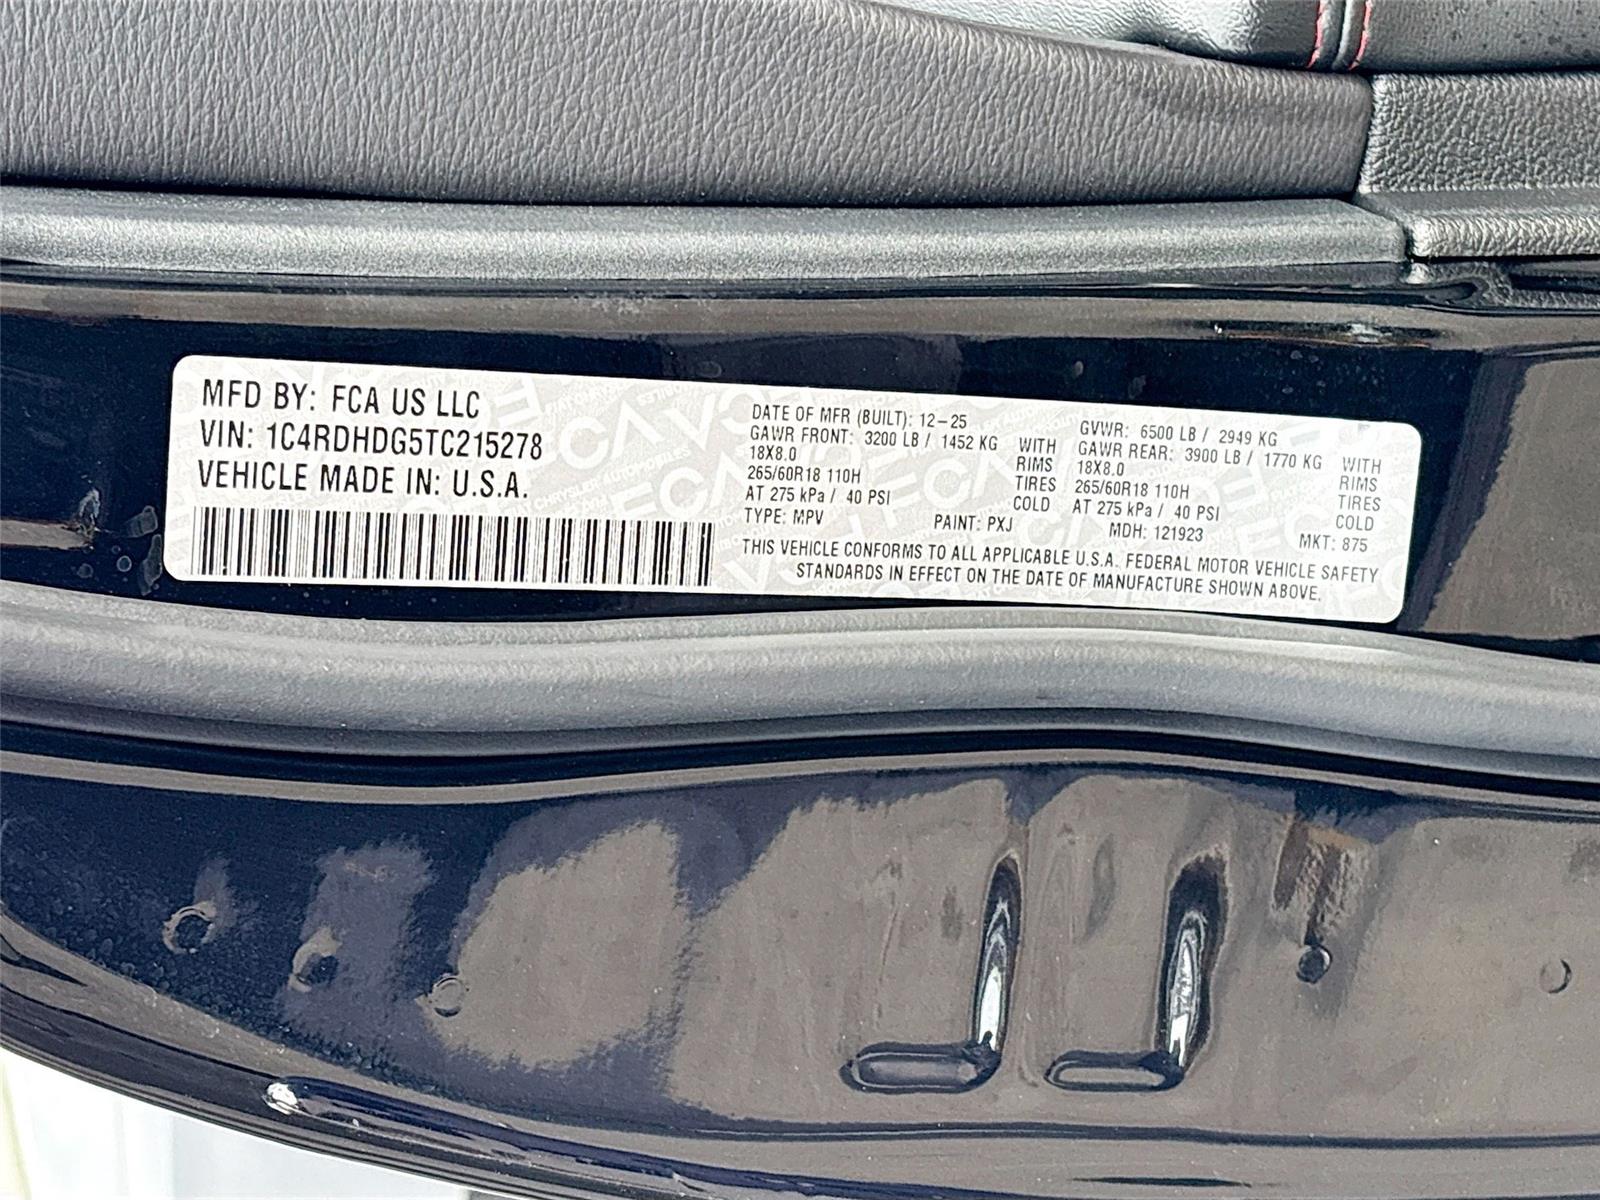 MFD BY: FCA US LLC
VIN: 1C4RDHDG5TC215278
VEHICLE MADE IN: U.S.A.
DATE OF MFR (BUILT): 12-25
GAWR FRONT: 3200 LB / 1452 KG WITH
18X8.0 RIMS
265/60R18 110H TIRES
AT 275 kPa / 40 PSI COLD
TYPE: MPV PAINT: PXJ
GVWR: 6500 LB / 2949 KG
GAWR REAR: 3900 LB / 1770 KG WITH
18X8.0 RIMS
265/60R18 110H TIRES
AT 275 kPa / 40 PSI COLD
MDH: 121923 MKT: 875
THIS VEHICLE CONFORMS TO ALL APPLICABLE U.S.A. FEDERAL MOTOR VEHICLE SAFETY
STANDARDS IN EFFECT ON THE DATE OF MANUFACTURE SHOWN ABOVE.